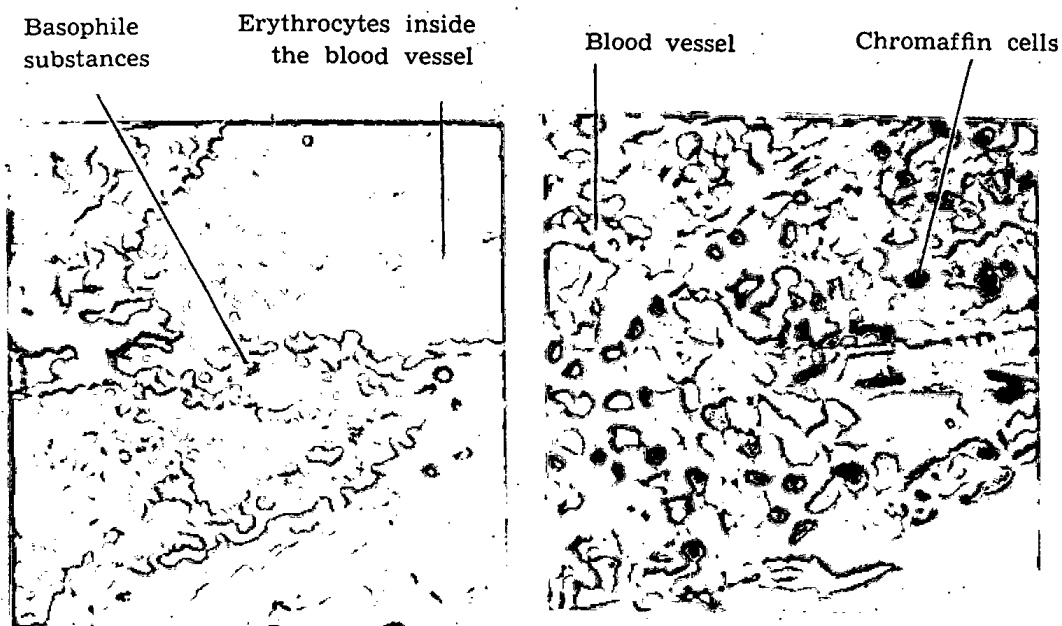 Basophile
substances
Erythrocytes inside
the blood vessel
Blood vessel
Chromaffin cells